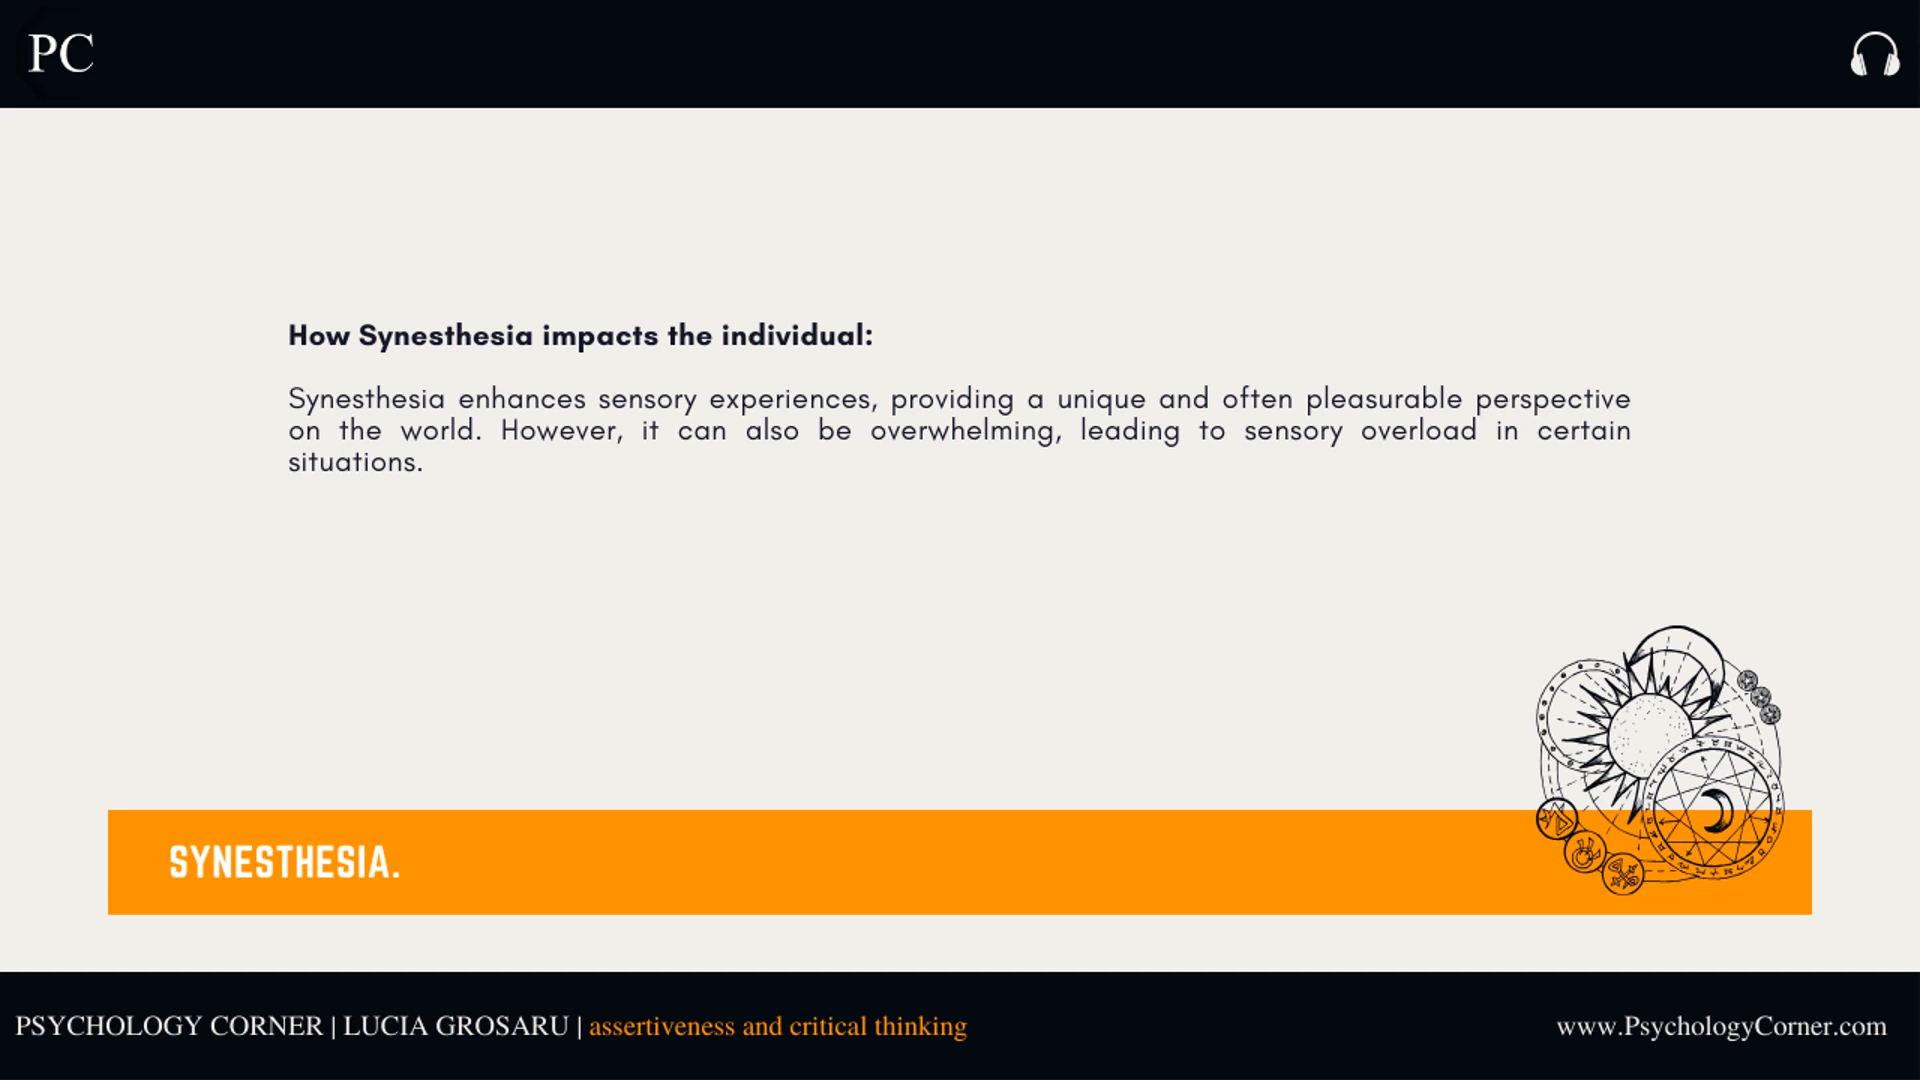 PC
How Synesthesia impacts the individual:
Synesthesia enhances sensory experiences, providing a unique and often pleasurable perspective
on the world. However, it can also be overwhelming, leading to sensory overload in certain
situations.
SYNESTHESIA.
PSYCHOLOGY CORNER | LUCIA GROSARU | assertiveness and critical thinking
www.PsychologyCorner.com